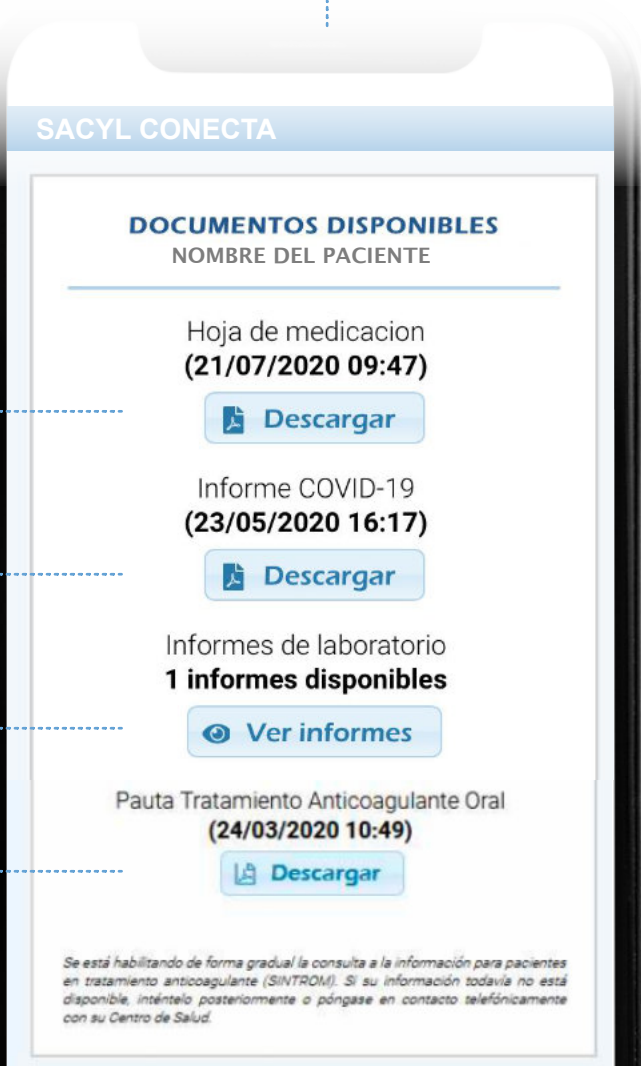 SACYL CONECTA
DOCUMENTOS DISPONIBLES
NOMBRE DEL PACIENTE
Hoja de medicacion
(21/07/2020 09:47)
Descargar
Informe COVID-19
(23/05/2020 16:17)
Descargar
Informes de laboratorio
1 informes disponibles
Ver informes
Pauta Tratamiento Anticoagulante Oral
(24/03/2020 10:49)
Descargar
Se está habilitando de forma gradual la consulta a la información para pacientes
en tratamiento anticoagulante (SINTROM). Si su información todavía no está
disponible, inténtelo posteriormente o póngase en contacto telefónicamente
con su Centro de Salud.